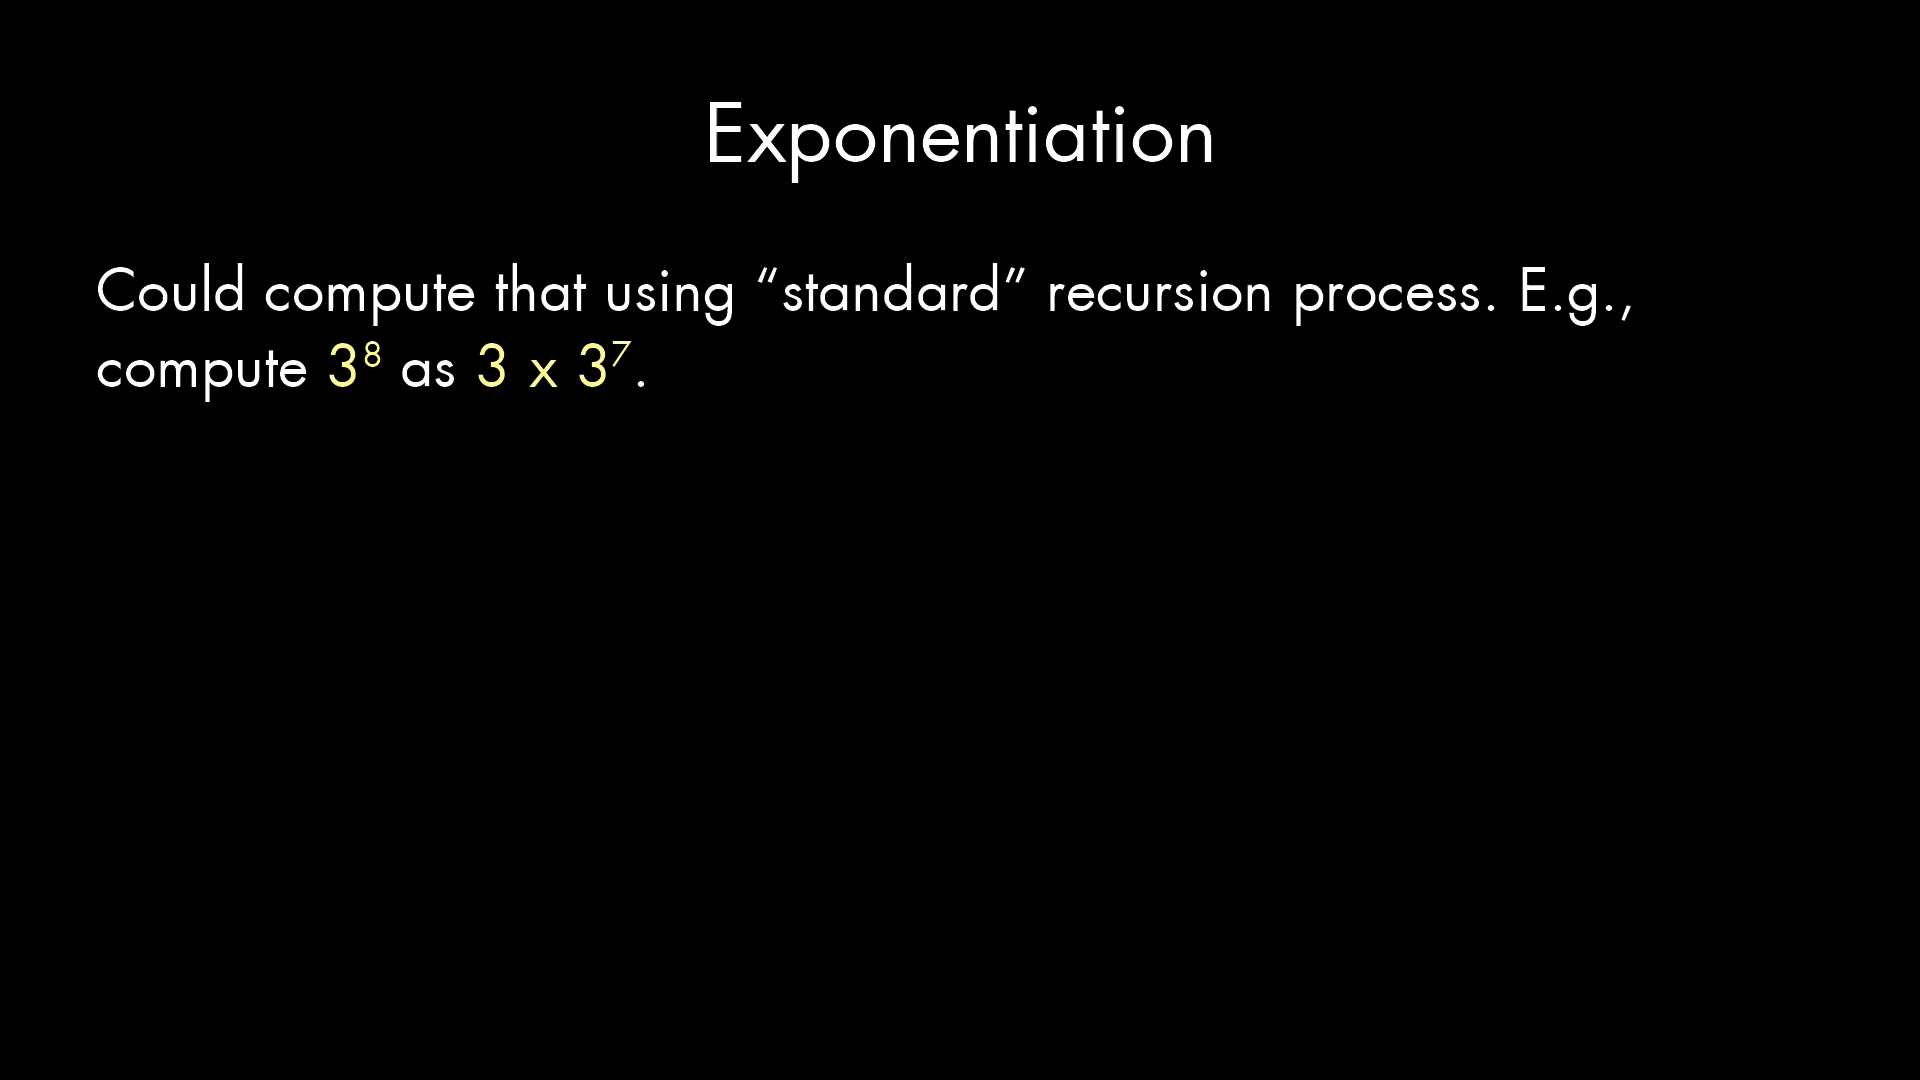 Exponentiation
Could compute that using “standard” recursion process. E.g.,
compute 3⁸ as 3 x 3⁷.